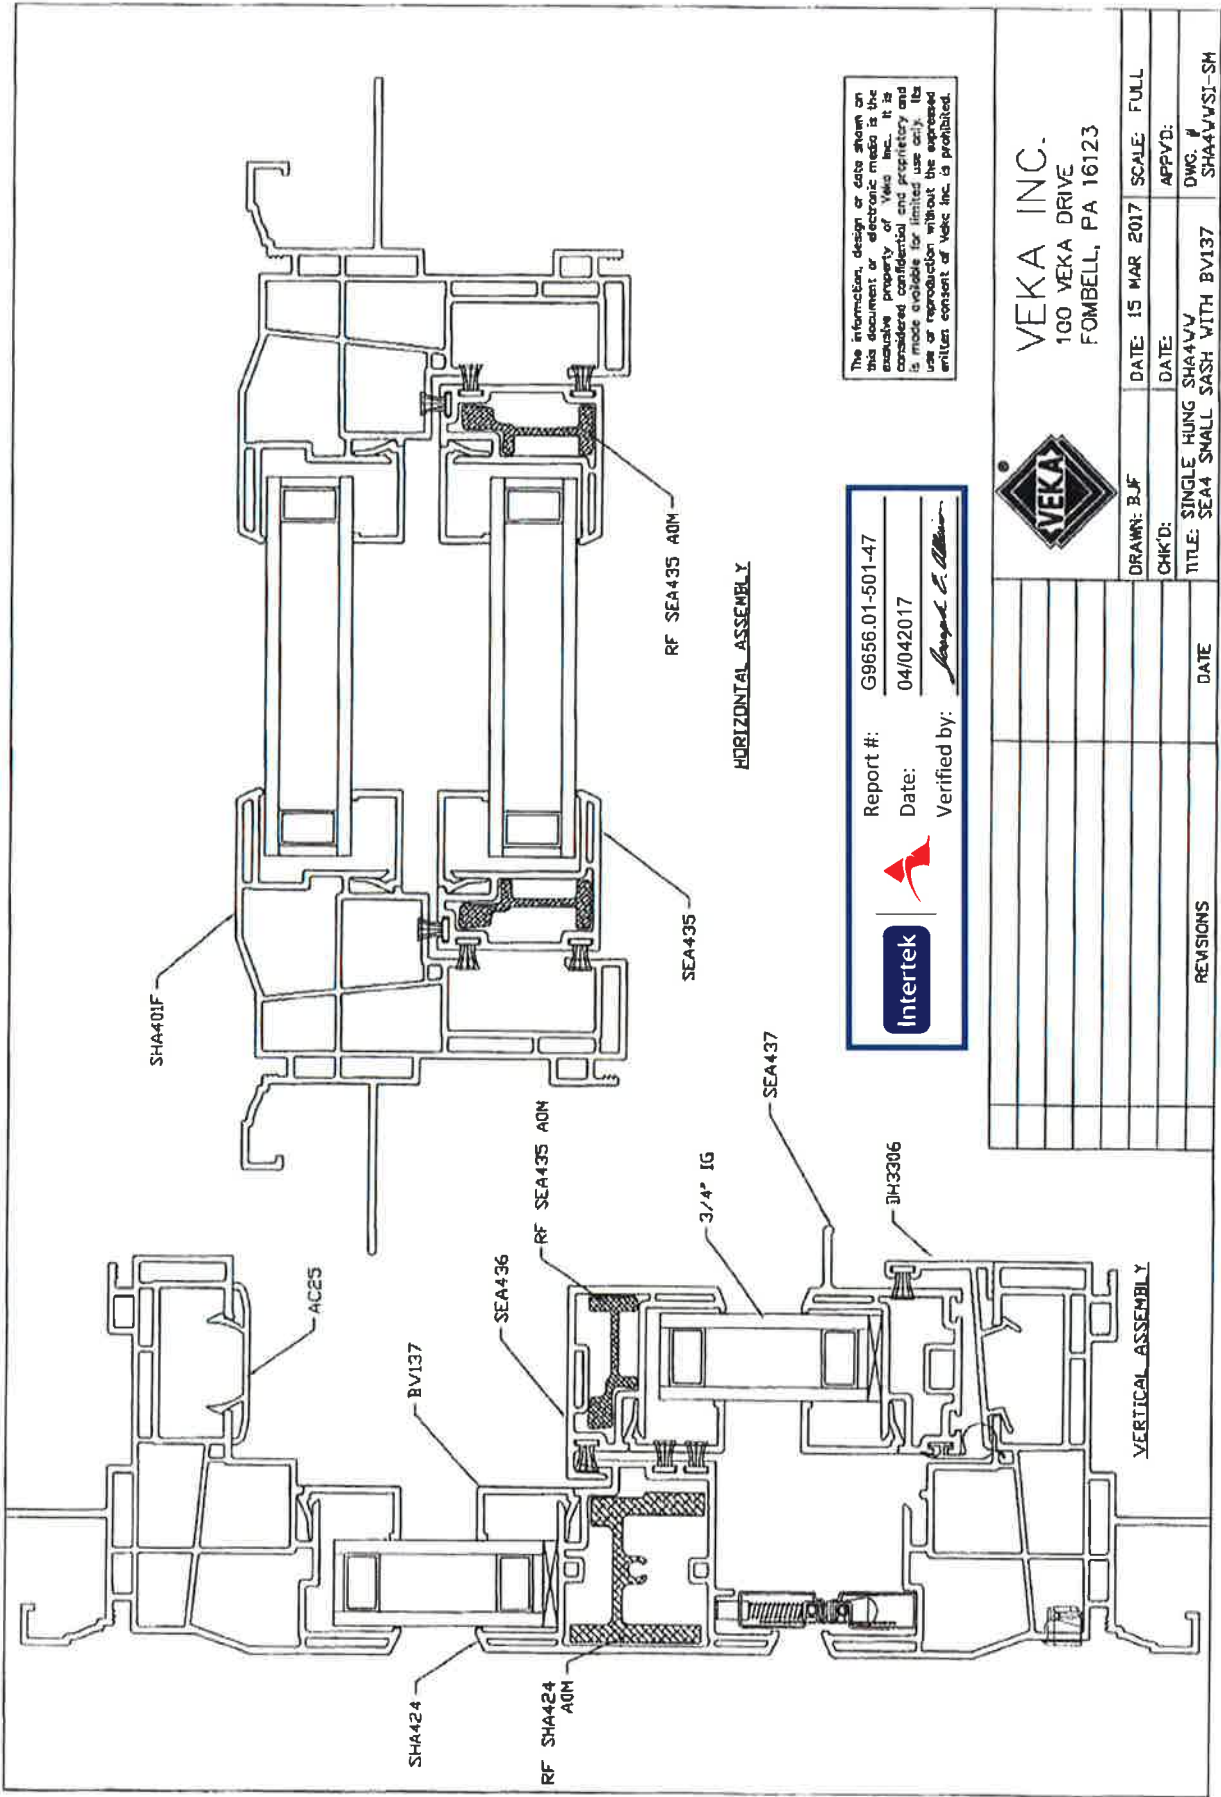 SHA401F
SEA435
RF SEA435 AOM
HORIZONTAL ASSEMBLY
SHA424
RF SHA424
AOM
BV137
AC25
SEA436
RF SEA435 AOM
3/4" IG
SEA437
DH3306
VERTICAL ASSEMBLY
Intertek
Report #: G9656.01-501-47
Date: 04/042017
Verified by:
The information, design or data shown on
this document or electronic media is the
exclusive property of Veka Inc. It is
considered confidential and proprietary and
is made available for limited use only. Its
use or reproduction without the expressed
written consent of Veka Inc. is prohibited.
VEKA
®
VEKA INC.
100 VEKA DRIVE
FOMBELL, PA 16123
DRAWN: BJF
DATE: 15 MAR 2017
SCALE: FULL
CHK'D:
DATE:
APPV'D:
TITLE: SINGLE HUNG SHA4VV
SEA4 SMALL SASH WITH BV137
DWG. #
SHA4VVSI-SM
REVISIONS
DATE